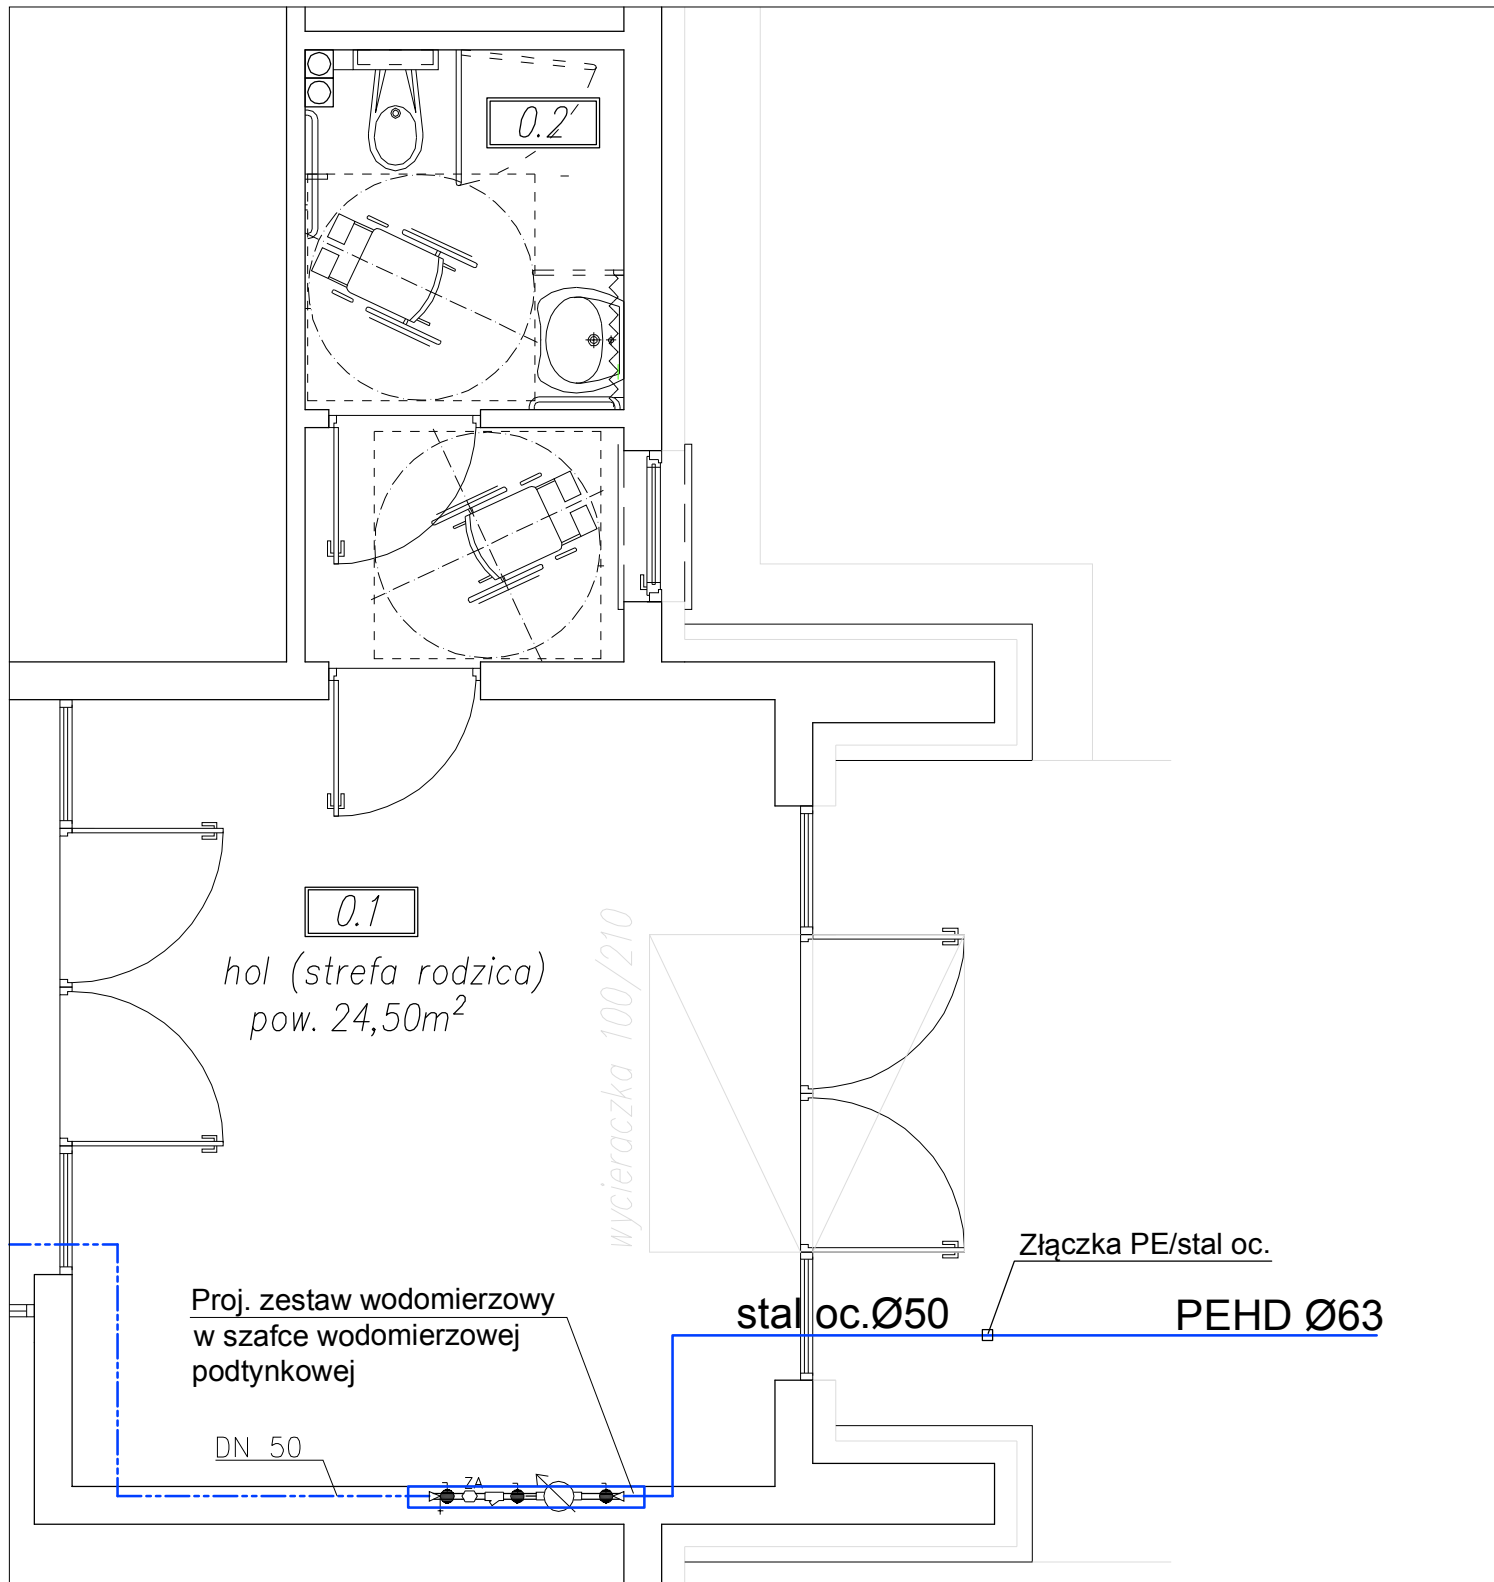 0.2'
0.1
hol (strefa rodzica)
pow. 24,50m²
wycieraczka 100/210
Złączka PE/stal oc.
Proj. zestaw wodomierzowy
w szafce wodomierzowej
podtynkowej
stal oc.Ø50
PEHD Ø63
DN 50
ZA